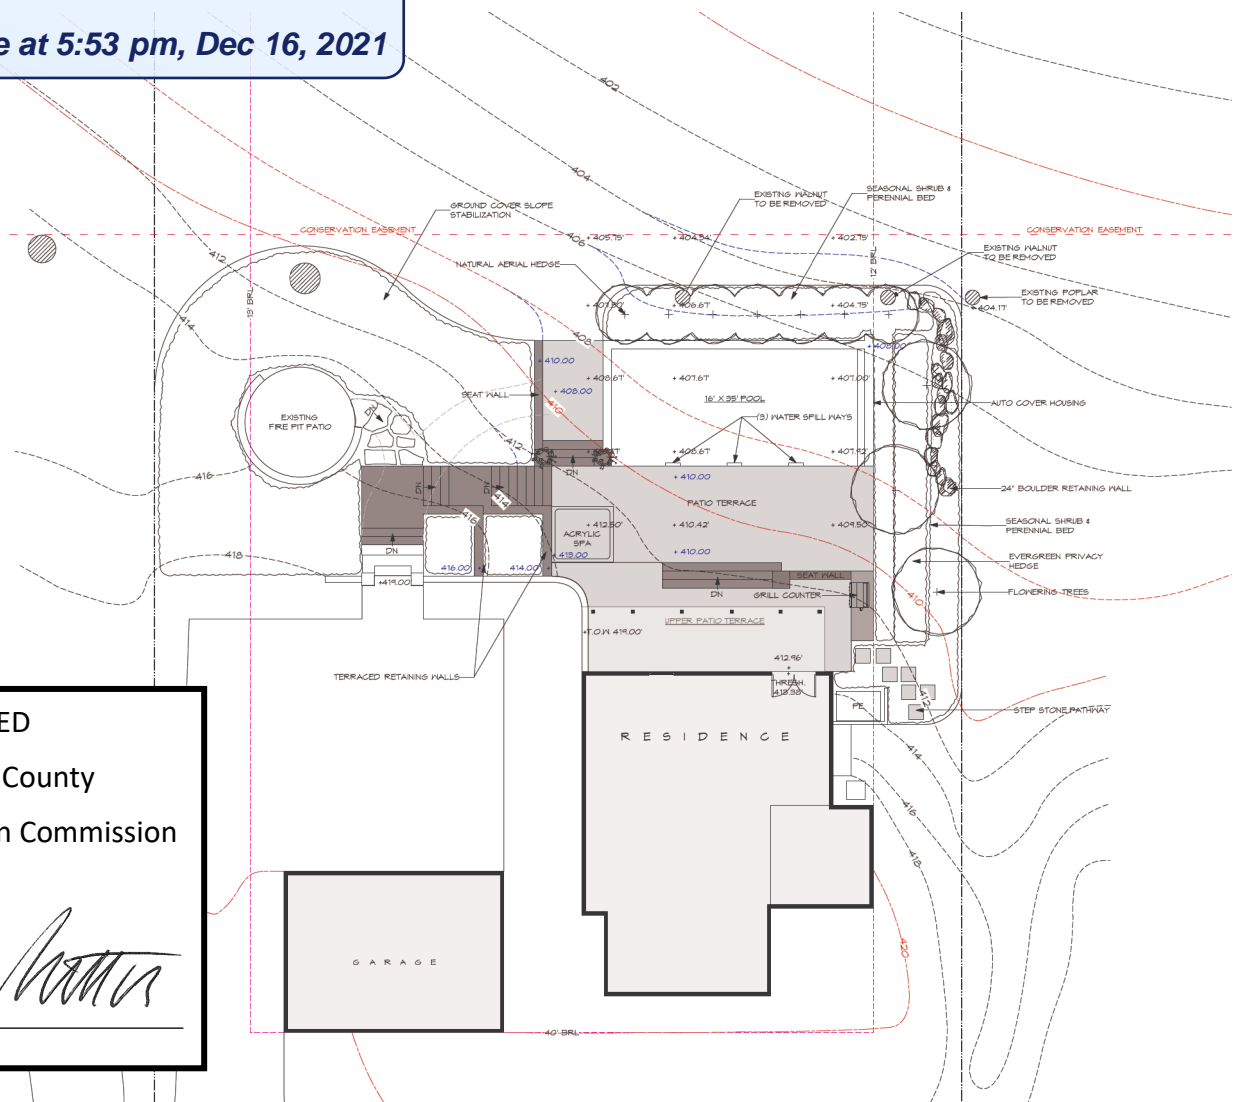 e at 5:53 pm, Dec 16, 2021
402
404
406
GROUND COVER SLOPE
STABILIZATION
EXISTING WALNUT
TO BE REMOVED
SEASONAL SHRUB &
PERENNIAL BED
CONSERVATION EASEMENT
CONSERVATION EASEMENT
+ 405.75'
+ 404.54'
+ 402.75'
412
NATURAL AERIAL HEDGE
12' BRL
EXISTING WALNUT
TO BE REMOVED
EXISTING POPLAR
TO BE REMOVED
+ 404.17'
15' BRL
+ 406.67'
+ 404.75'
414
408
+ 408.00
+ 410.00
+ 408.00
+ 408.67'
+ 407.67'
+ 407.00'
SEAT WALL
410
16' X 35' POOL
AUTO COVER HOUSING
(3) WATER SPILL WAYS
EXISTING
FIRE PIT PATIO
DN
412
+ 408.67'
+ 407.92'
DN
416
DN
DN
414
+ 410.00
24" BOULDER RETAINING WALL
PATIO TERRACE
416
ACRYLIC
SPA
+ 412.50'
+ 410.42'
+ 409.50'
SEASONAL SHRUB &
PERENNIAL BED
418
DN
+ 413.00
+ 410.00
EVERGREEN PRIVACY
HEDGE
416.00
414.00
+419.00
SEAT WALL
DN
GRILL COUNTER
410
FLOWERING TREES
+T.O.W 419.00'
UPPER PATIO TERRACE
TERRACED RETAINING WALLS
412.96'
THRESH.
413.38'
PE
412
STEP STONE PATHWAY
RESIDENCE
414
416
418
ED
County
n Commission
GARAGE
420
40' BRL